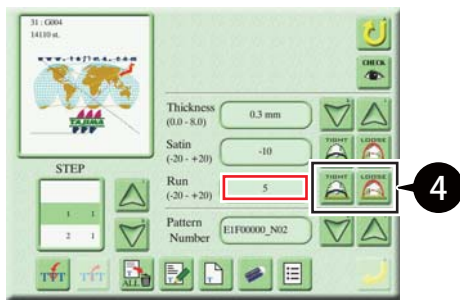 31 : G004
14110 st.
www.tajima.com
TAJIMA
CHECK
Thickness
(0.0 - 8.0)
0.3 mm
Satin
(-20 - +20)
-10
TIGHT
LOOSE
Run
(-20 - +20)
5
TIGHT
LOOSE
4
STEP
1 1
2 1
Pattern
Number
E1F00000_N02
ALL